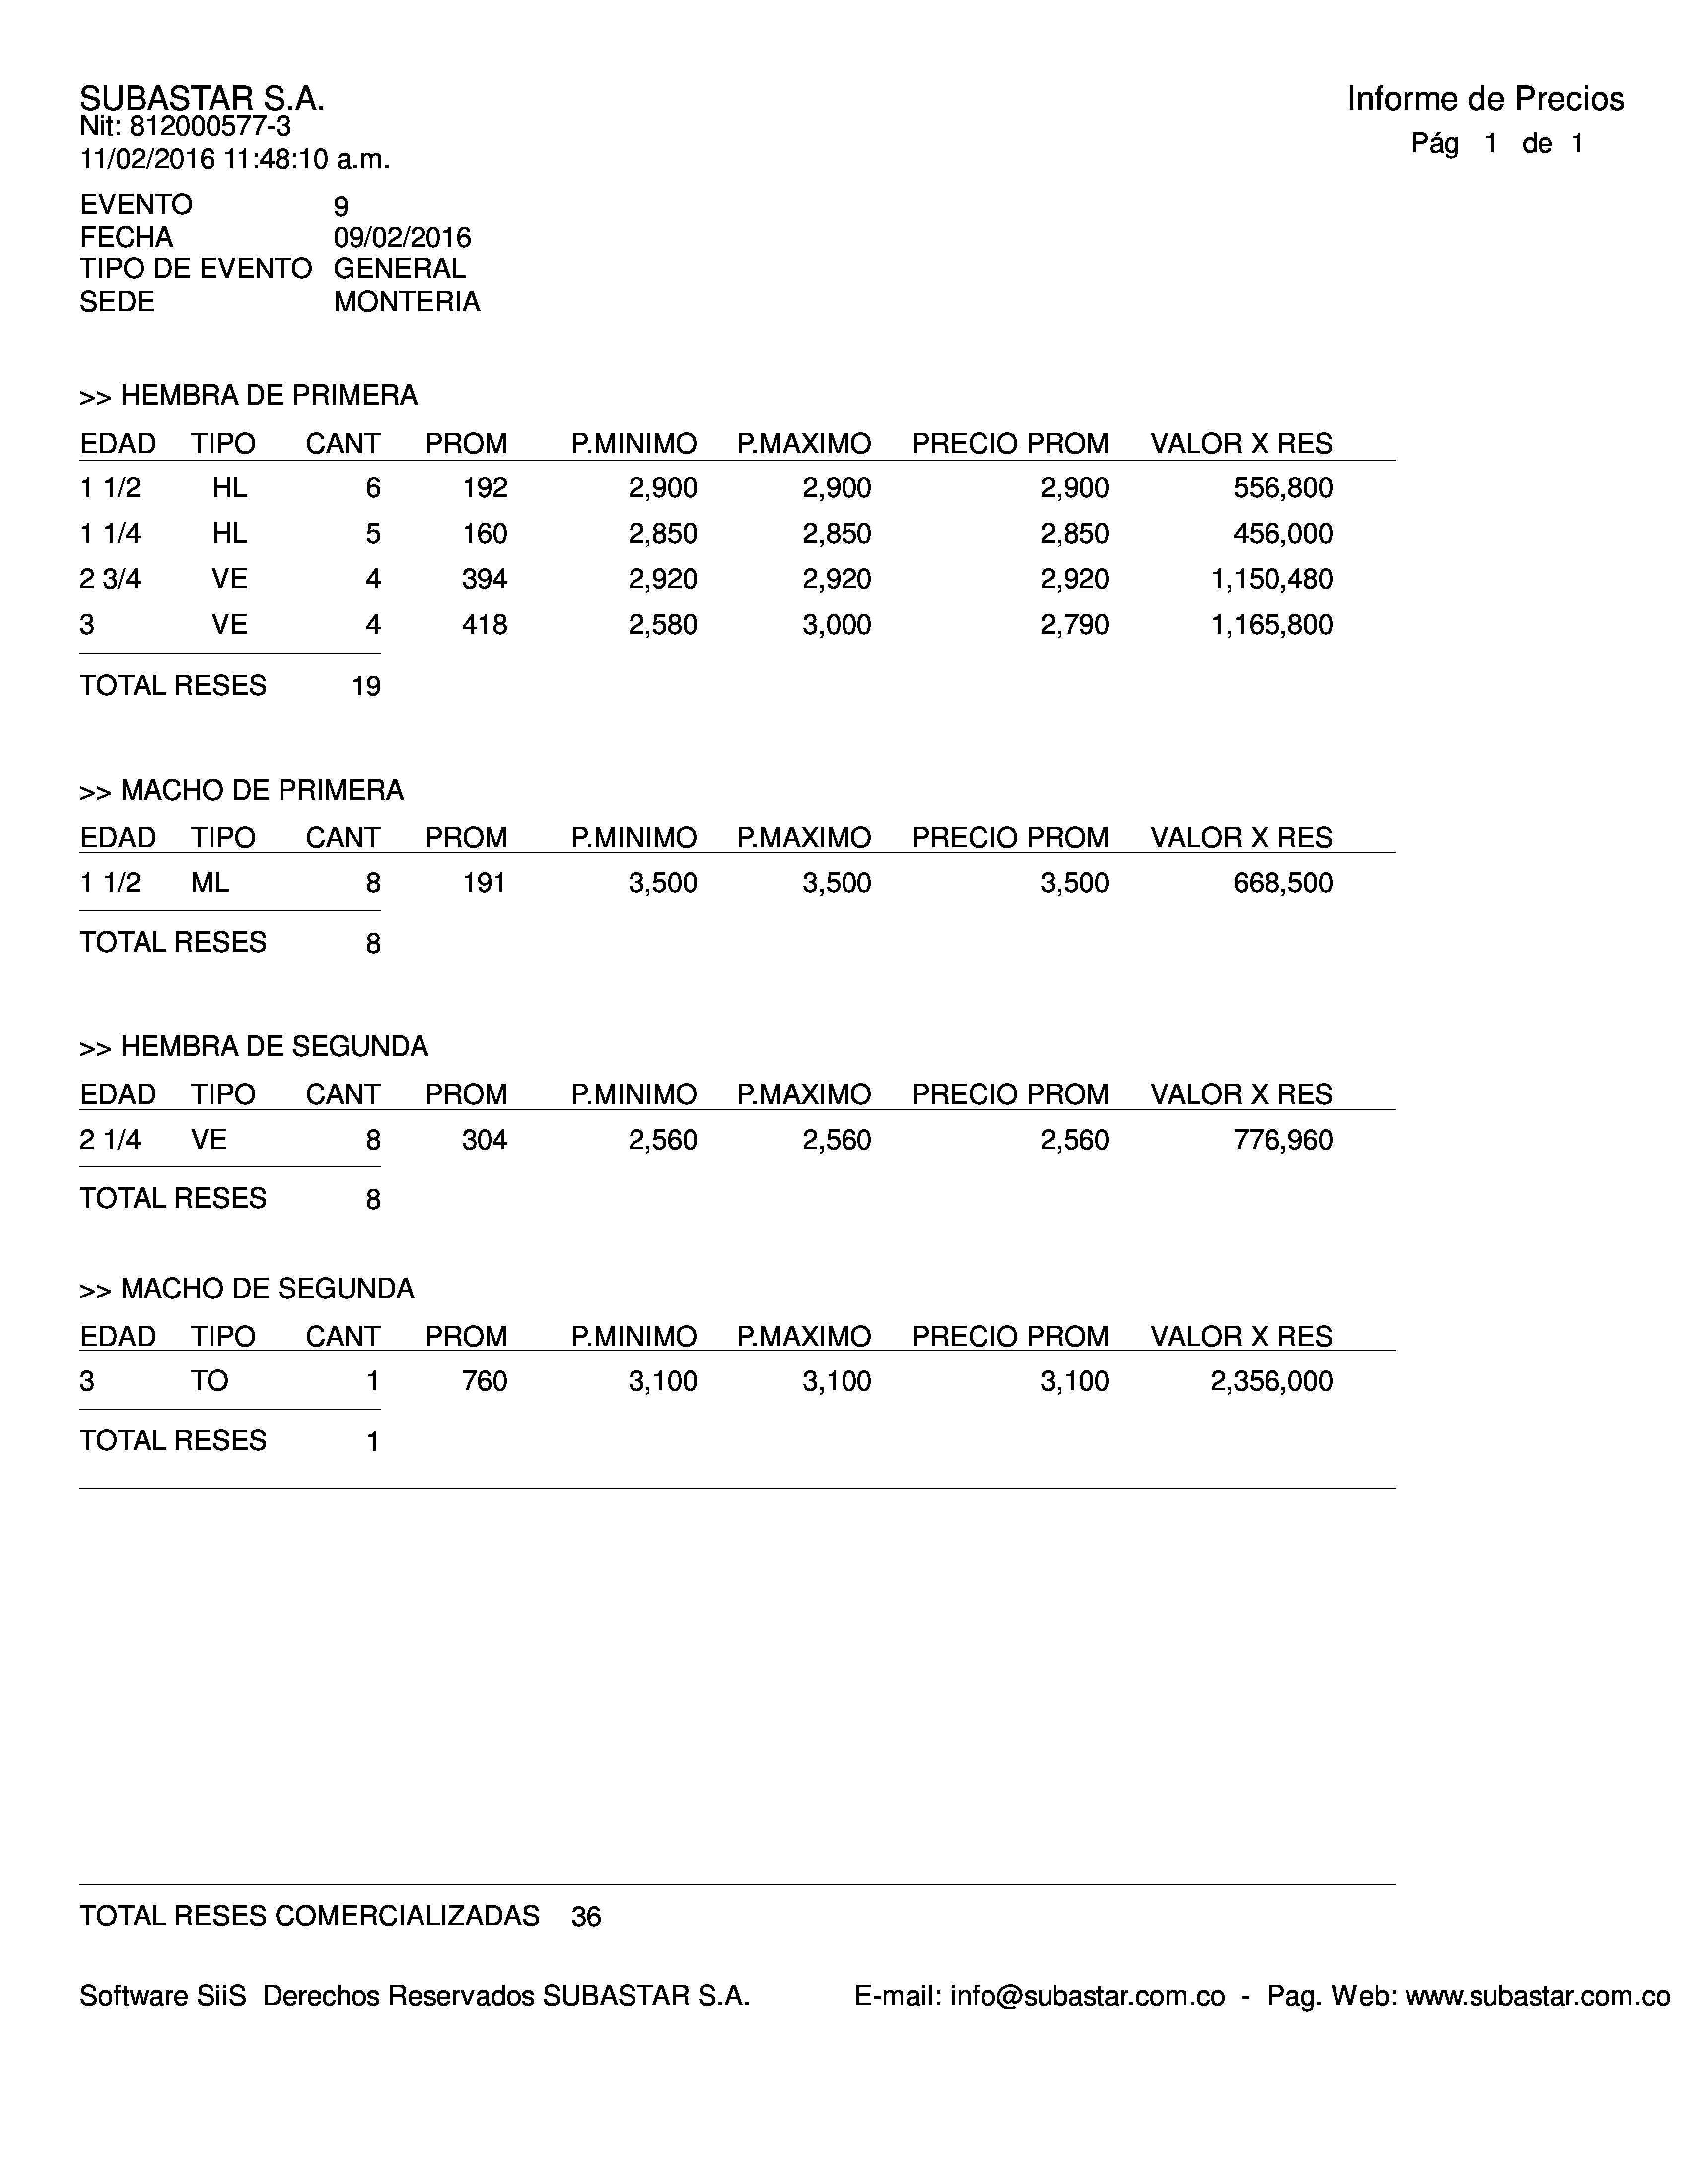 SUBASTAR S.A.
Informe de Precios
Nit: 812000577-3
Pág 1 de 1
11/02/2016 11:48:10 a.m.
EVENTO 9
FECHA 09/02/2016
TIPO DE EVENTO GENERAL
SEDE MONTERIA
>> HEMBRA DE PRIMERA
EDAD TIPO CANT PROM P.MINIMO P.MAXIMO PRECIO PROM VALOR X RES
1 1/2 HL 6 192 2,900 2,900 2,900 556,800
1 1/4 HL 5 160 2,850 2,850 2,850 456,000
2 3/4 VE 4 394 2,920 2,920 2,920 1,150,480
3 VE 4 418 2,580 3,000 2,790 1,165,800
TOTAL RESES 19
>> MACHO DE PRIMERA
EDAD TIPO CANT PROM P.MINIMO P.MAXIMO PRECIO PROM VALOR X RES
1 1/2 ML 8 191 3,500 3,500 3,500 668,500
TOTAL RESES 8
>> HEMBRA DE SEGUNDA
EDAD TIPO CANT PROM P.MINIMO P.MAXIMO PRECIO PROM VALOR X RES
2 1/4 VE 8 304 2,560 2,560 2,560 776,960
TOTAL RESES 8
>> MACHO DE SEGUNDA
EDAD TIPO CANT PROM P.MINIMO P.MAXIMO PRECIO PROM VALOR X RES
3 TO 1 760 3,100 3,100 3,100 2,356,000
TOTAL RESES 1
TOTAL RESES COMERCIALIZADAS 36
Software SiiS Derechos Reservados SUBASTAR S.A. E-mail: info@subastar.com.co - Pag. Web: www.subastar.com.co